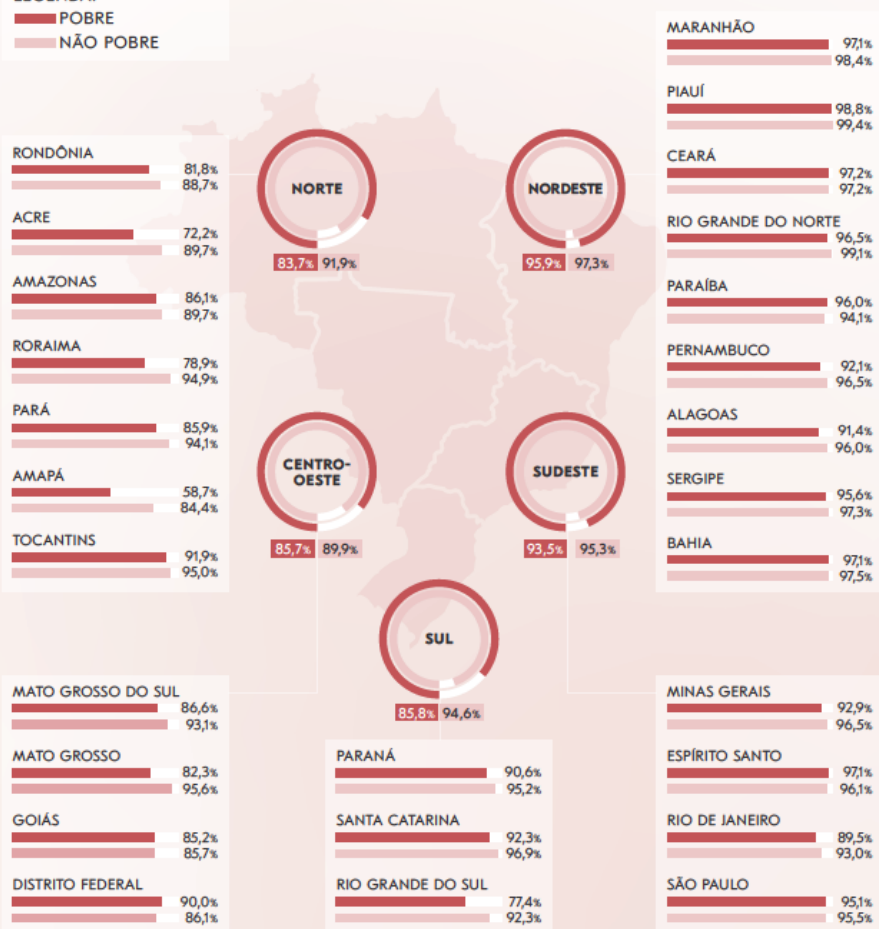 POBRE
NÃO POBRE
RONDÔNIA
81,8%
88,7%
ACRE
72,2%
89,7%
AMAZONAS
86,1%
89,7%
RORAIMA
78,9%
94,9%
PARÁ
85,9%
94,1%
AMAPÁ
58,7%
84,4%
TOCANTINS
91,9%
95,0%
NORTE
83,7% 91,9%
NORDESTE
95,9% 97,3%
CENTRO-
OESTE
85,7% 89,9%
SUDESTE
93,5% 95,3%
SUL
85,8% 94,6%
MARANHÃO
97,1%
98,4%
PIAUÍ
98,8%
99,4%
CEARÁ
97,2%
97,2%
RIO GRANDE DO NORTE
96,5%
99,1%
PARAÍBA
96,0%
94,1%
PERNAMBUCO
92,1%
96,5%
ALAGOAS
91,4%
96,0%
SERGIPE
95,6%
97,3%
BAHIA
97,1%
97,5%
MATO GROSSO DO SUL
86,6%
93,1%
MATO GROSSO
82,3%
95,6%
GOIÁS
85,2%
85,7%
DISTRITO FEDERAL
90,0%
86,1%
PARANÁ
90,6%
95,2%
SANTA CATARINA
92,3%
96,9%
RIO GRANDE DO SUL
77,4%
92,3%
MINAS GERAIS
92,9%
96,5%
ESPÍRITO SANTO
97,1%
96,1%
RIO DE JANEIRO
89,5%
93,0%
SÃO PAULO
95,1%
95,5%